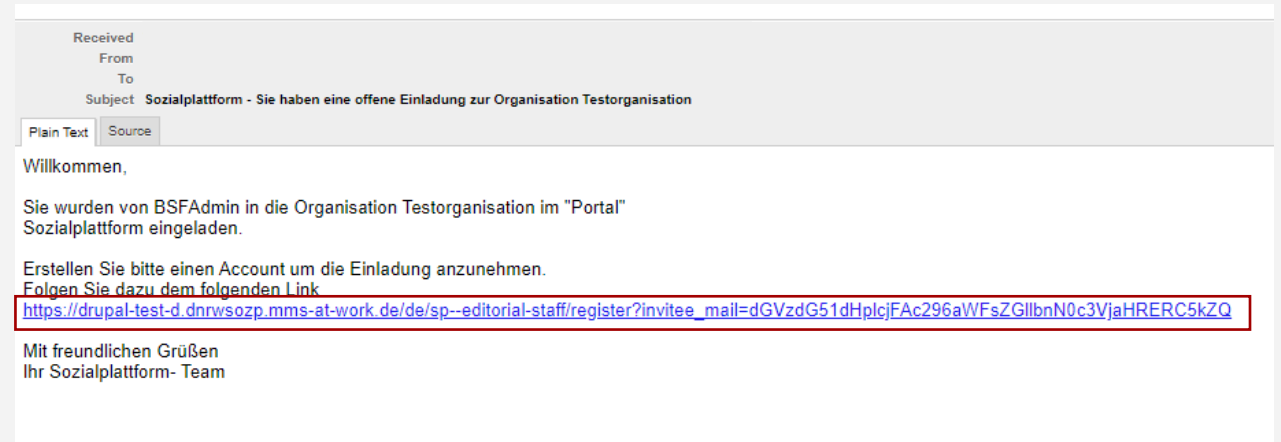 Received
From
To
Subject Sozialplattform - Sie haben eine offene Einladung zur Organisation Testorganisation
Plain Text Source
Willkommen,
Sie wurden von BSFAdmin in die Organisation Testorganisation im "Portal"
Sozialplattform eingeladen.
Erstellen Sie bitte einen Account um die Einladung anzunehmen.
Folgen Sie dazu dem folgenden Link
https://drupal-test-d.dnrwsozp.mms-at-work.de/de/sp--editorial-staff/register?invitee_mail=dGVzdG51dHplcjFAc296aWFsZGllbnN0c3VjaHRERC5kZQ
Mit freundlichen Grüßen
Ihr Sozialplattform- Team